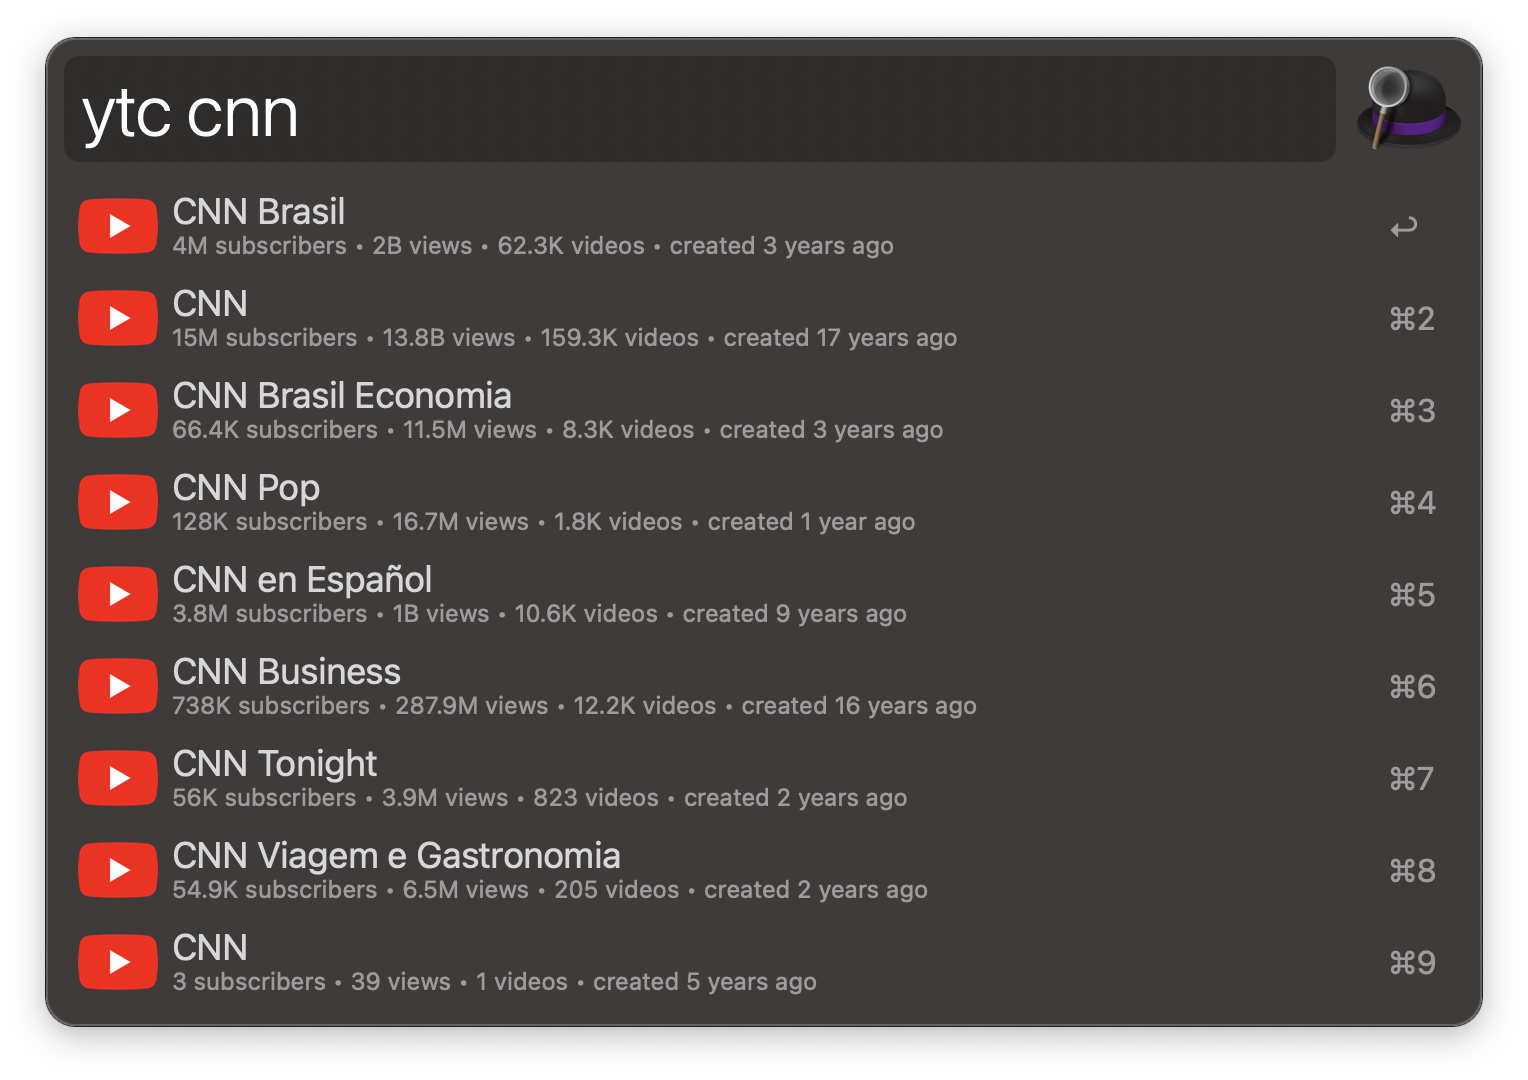 ytc cnn
CNN Brasil
4M subscribers • 2B views • 62.3K videos • created 3 years ago
↩
CNN
15M subscribers • 13.8B views • 159.3K videos • created 17 years ago
⌘2
CNN Brasil Economia
66.4K subscribers • 11.5M views • 8.3K videos • created 3 years ago
⌘3
CNN Pop
128K subscribers • 16.7M views • 1.8K videos • created 1 year ago
⌘4
CNN en Español
3.8M subscribers • 1B views • 10.6K videos • created 9 years ago
⌘5
CNN Business
738K subscribers • 287.9M views • 12.2K videos • created 16 years ago
⌘6
CNN Tonight
56K subscribers • 3.9M views • 823 videos • created 2 years ago
⌘7
CNN Viagem e Gastronomia
54.9K subscribers • 6.5M views • 205 videos • created 2 years ago
⌘8
CNN
3 subscribers • 39 views • 1 videos • created 5 years ago
⌘9